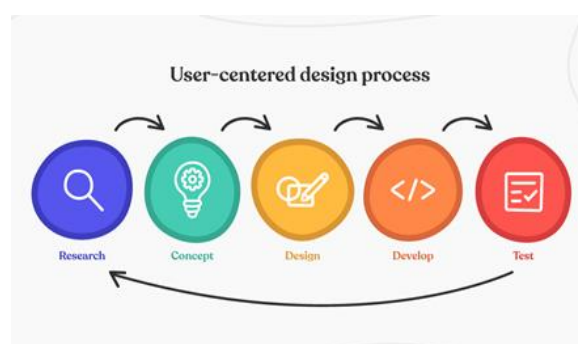 User-centered design process
</>
Research
Concept
Design
Develop
Test